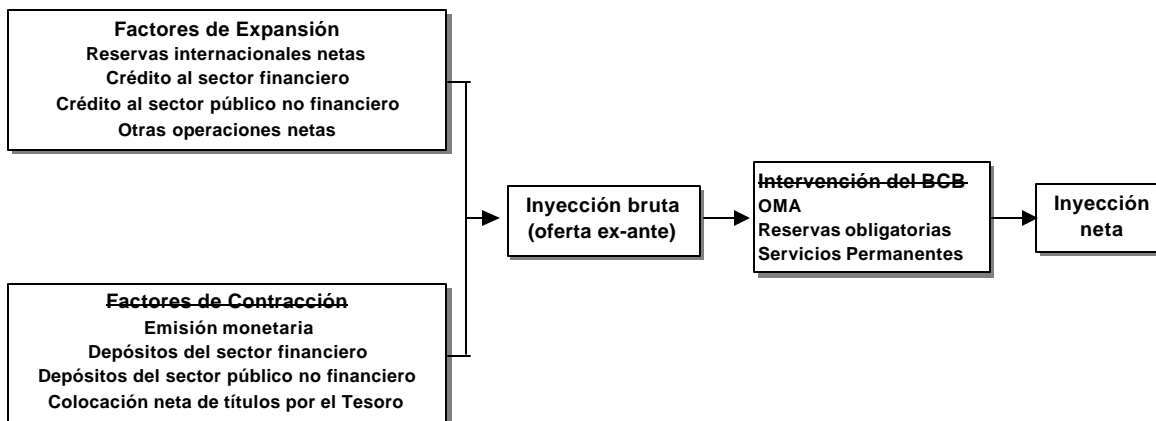 Factores de Expansión
Reservas internacionales netas
Crédito al sector financiero
Crédito al sector público no financiero
Otras operaciones netas
Inyección bruta
(oferta ex-ante)
Intervención del BCB
OMA
Reservas obligatorias
Servicios Permanentes
Inyección
neta
Factores de Contracción
Emisión monetaria
Depósitos del sector financiero
Depósitos del sector público no financiero
Colocación neta de títulos por el Tesoro